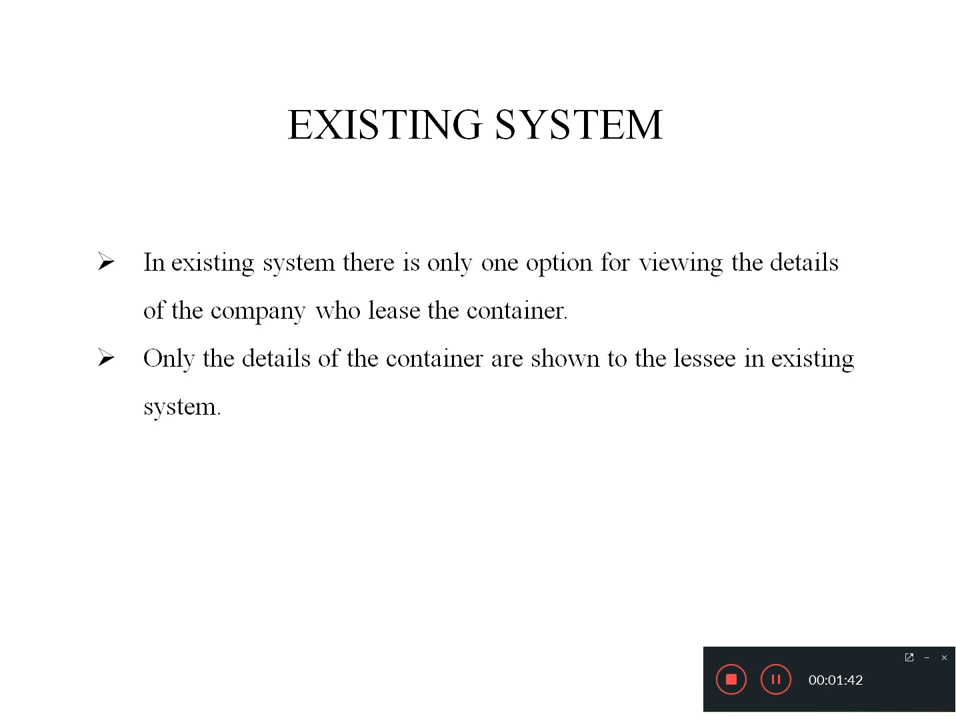 EXISTING SYSTEM
➢ In existing system there is only one option for viewing the details
of the company who lease the container.
➢ Only the details of the container are shown to the lessee in existing
system.
00:01:42